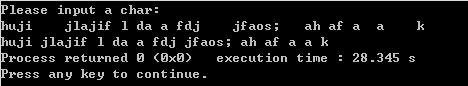 Please input a char:
huji    jlajif l da a fdj    jfaos;  ah af a  a    k
huji jlajif l da a fdj jfaos; ah af a a k
Process returned 0 (0x0)   execution time : 28.345 s
Press any key to continue.